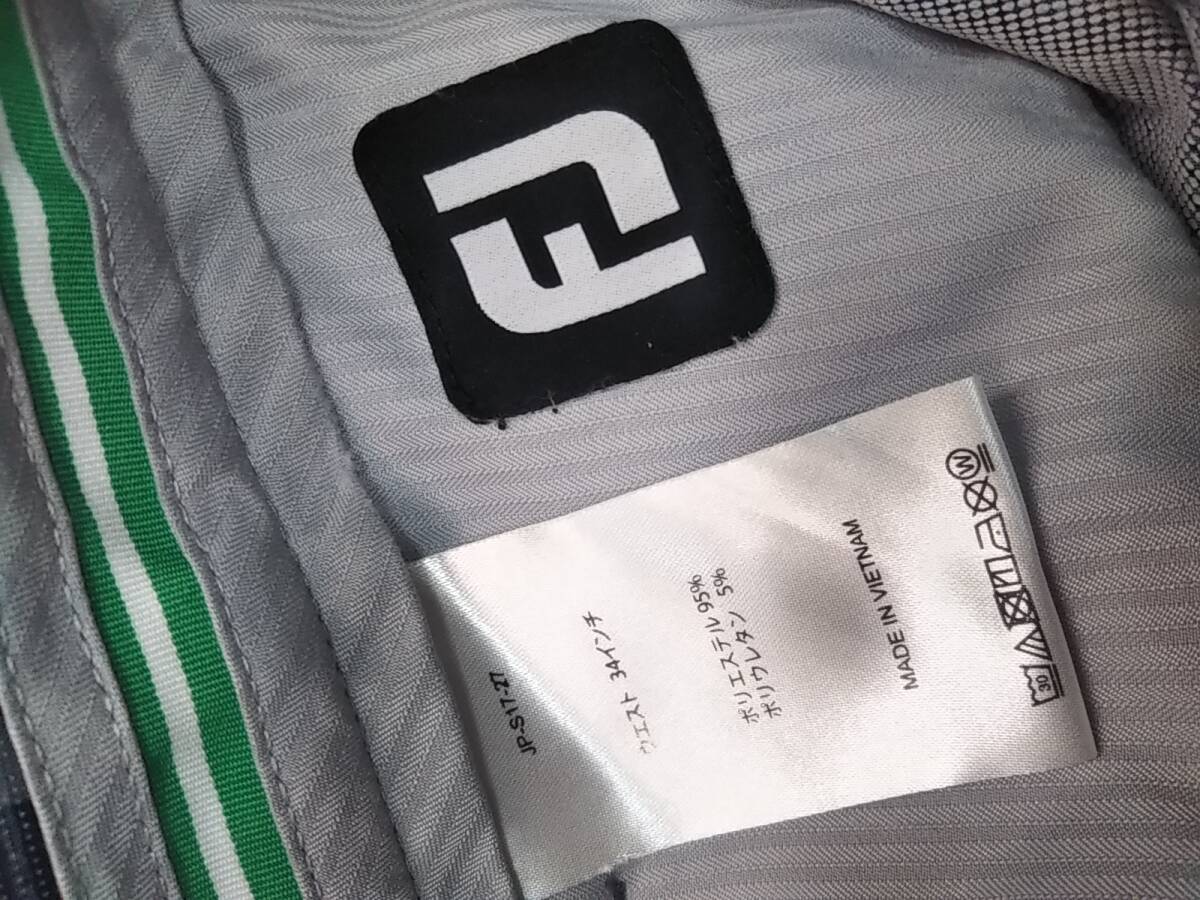 FJ
JP-S17-27
ウエスト 34インチ
ポリエステル 95%
ポリウレタン 5%
MADE IN VIETNAM
30
W